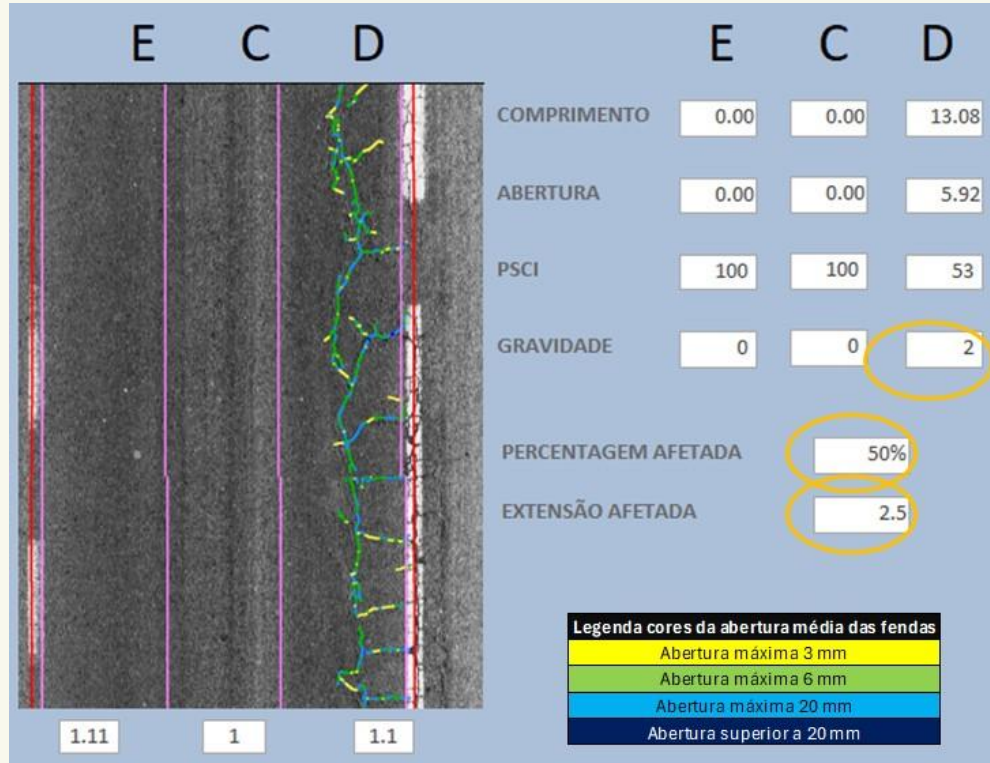 E C D E C D
COMPRIMENTO 0.00 0.00 13.08
ABERTURA 0.00 0.00 5.92
PSCI 100 100 53
GRAVIDADE 0 0 2
PERCENTAGEM AFETADA 50%
EXTENSÃO AFETADA 2.5
Legenda cores da abertura média das fendas
Abertura máxima 3 mm
Abertura máxima 6 mm
Abertura máxima 20 mm
Abertura superior a 20 mm
1.11 1 1.1